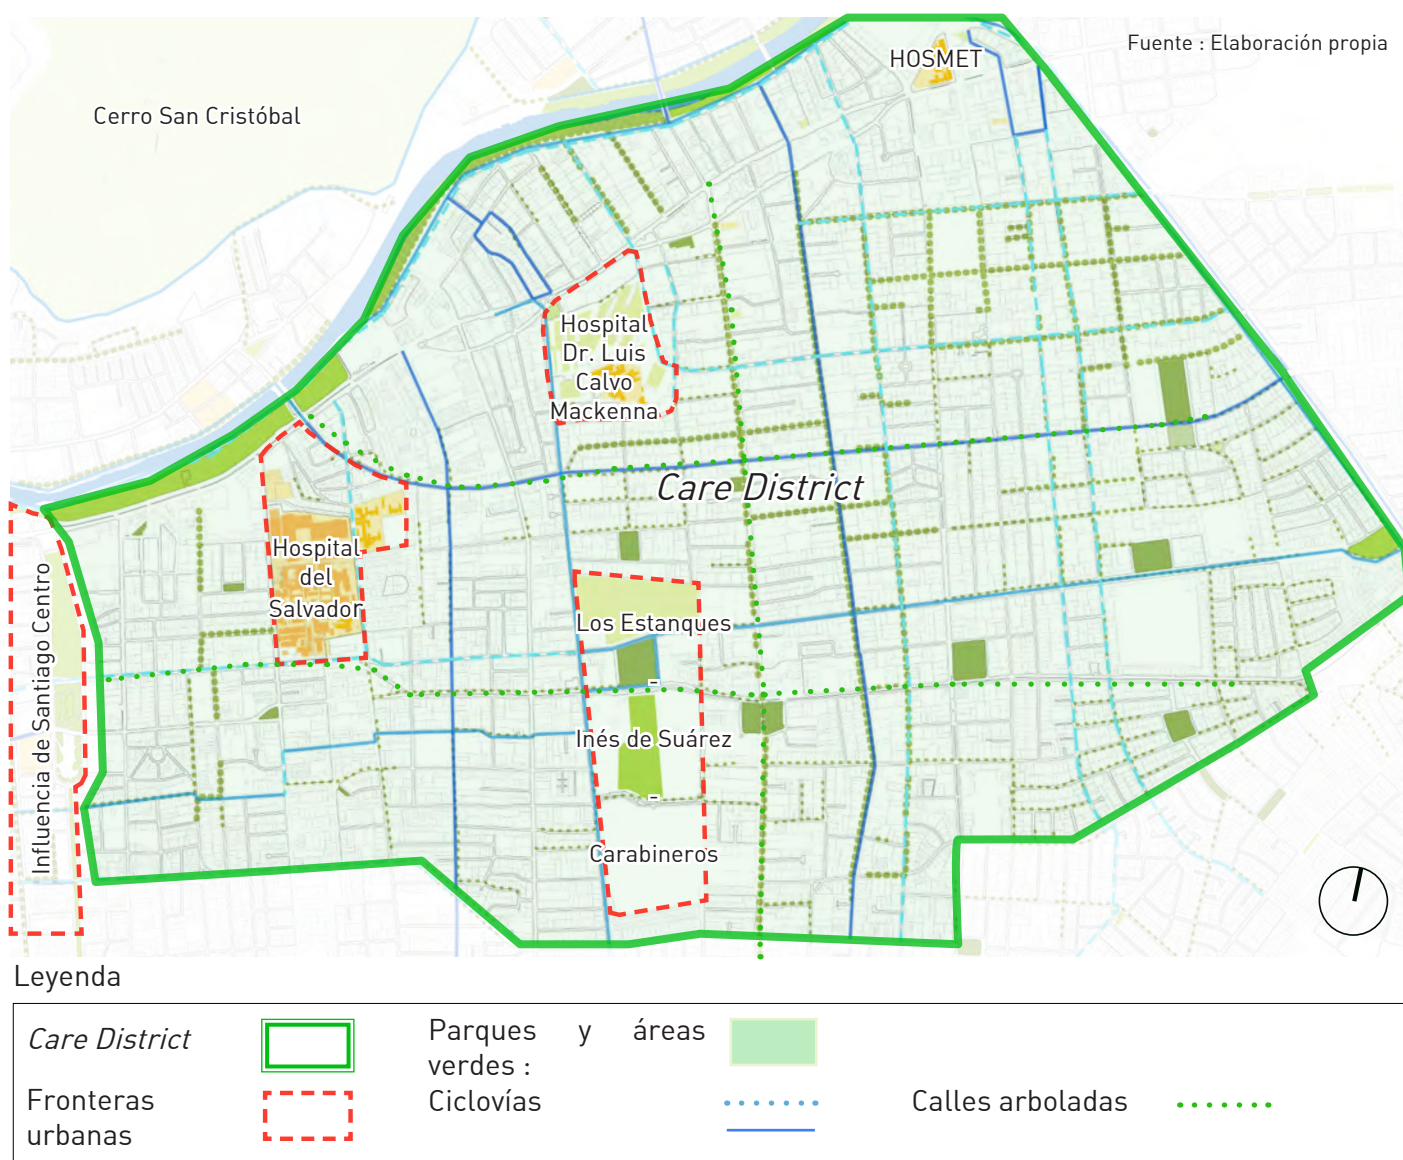 Fuente : Elaboración propia
HOSMET
Cerro San Cristóbal
Hospital
Dr. Luis
Calvo
Mackenna
Care District
Hospital
del
Salvador
Los Estanques
Inés de Suárez
Carabineros
Influencia de Santiago Centro
Leyenda
Care District
Parques y áreas
verdes :
Fronteras
urbanas
Ciclovías
Calles arboladas